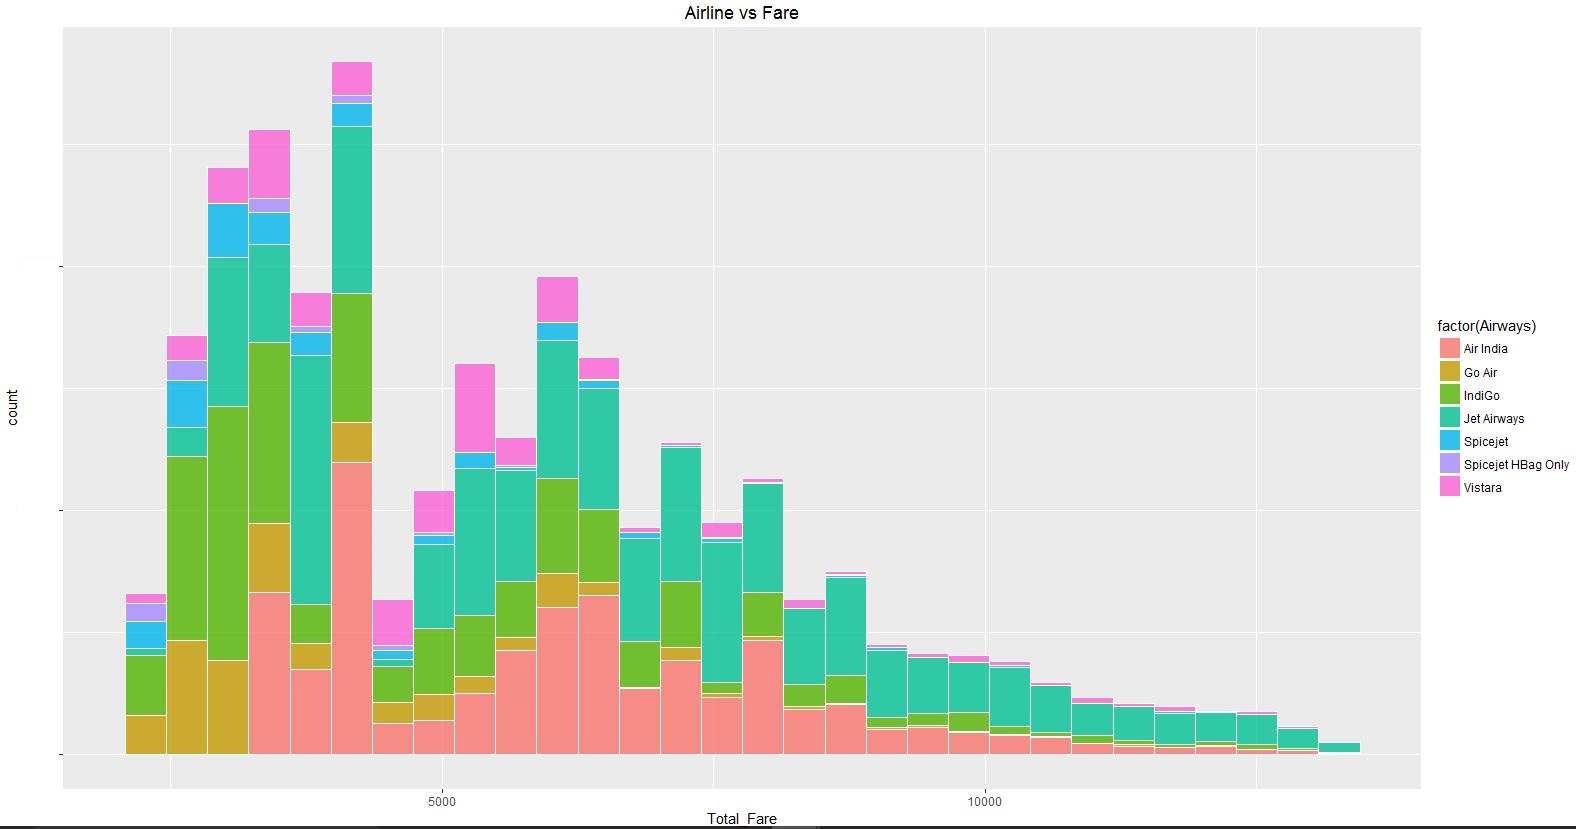 Airline vs Fare
count
5000
10000
Total_Fare
factor(Airways)
Air India
Go Air
IndiGo
Jet Airways
Spicejet
Spicejet HBag Only
Vistara